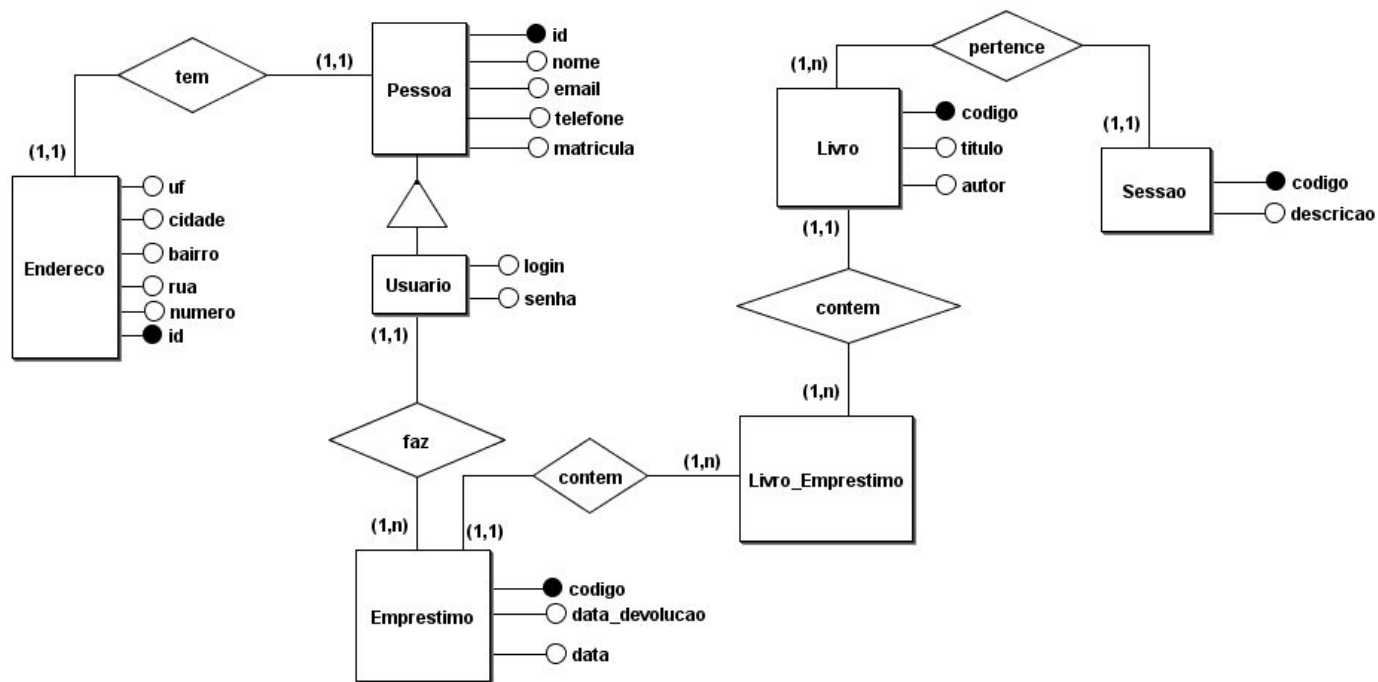 tem
(1,1)
(1,1)
Pessoa
id
nome
email
telefone
matricula
Endereco
uf
cidade
bairro
rua
numero
id
Usuario
login
senha
(1,1)
faz
(1,n)
Emprestimo
codigo
data_devolucao
data
(1,1)
contem
(1,n)
Livro_Emprestimo
(1,n)
contem
(1,1)
Livro
codigo
titulo
autor
(1,n)
pertence
(1,1)
Sessao
codigo
descricao